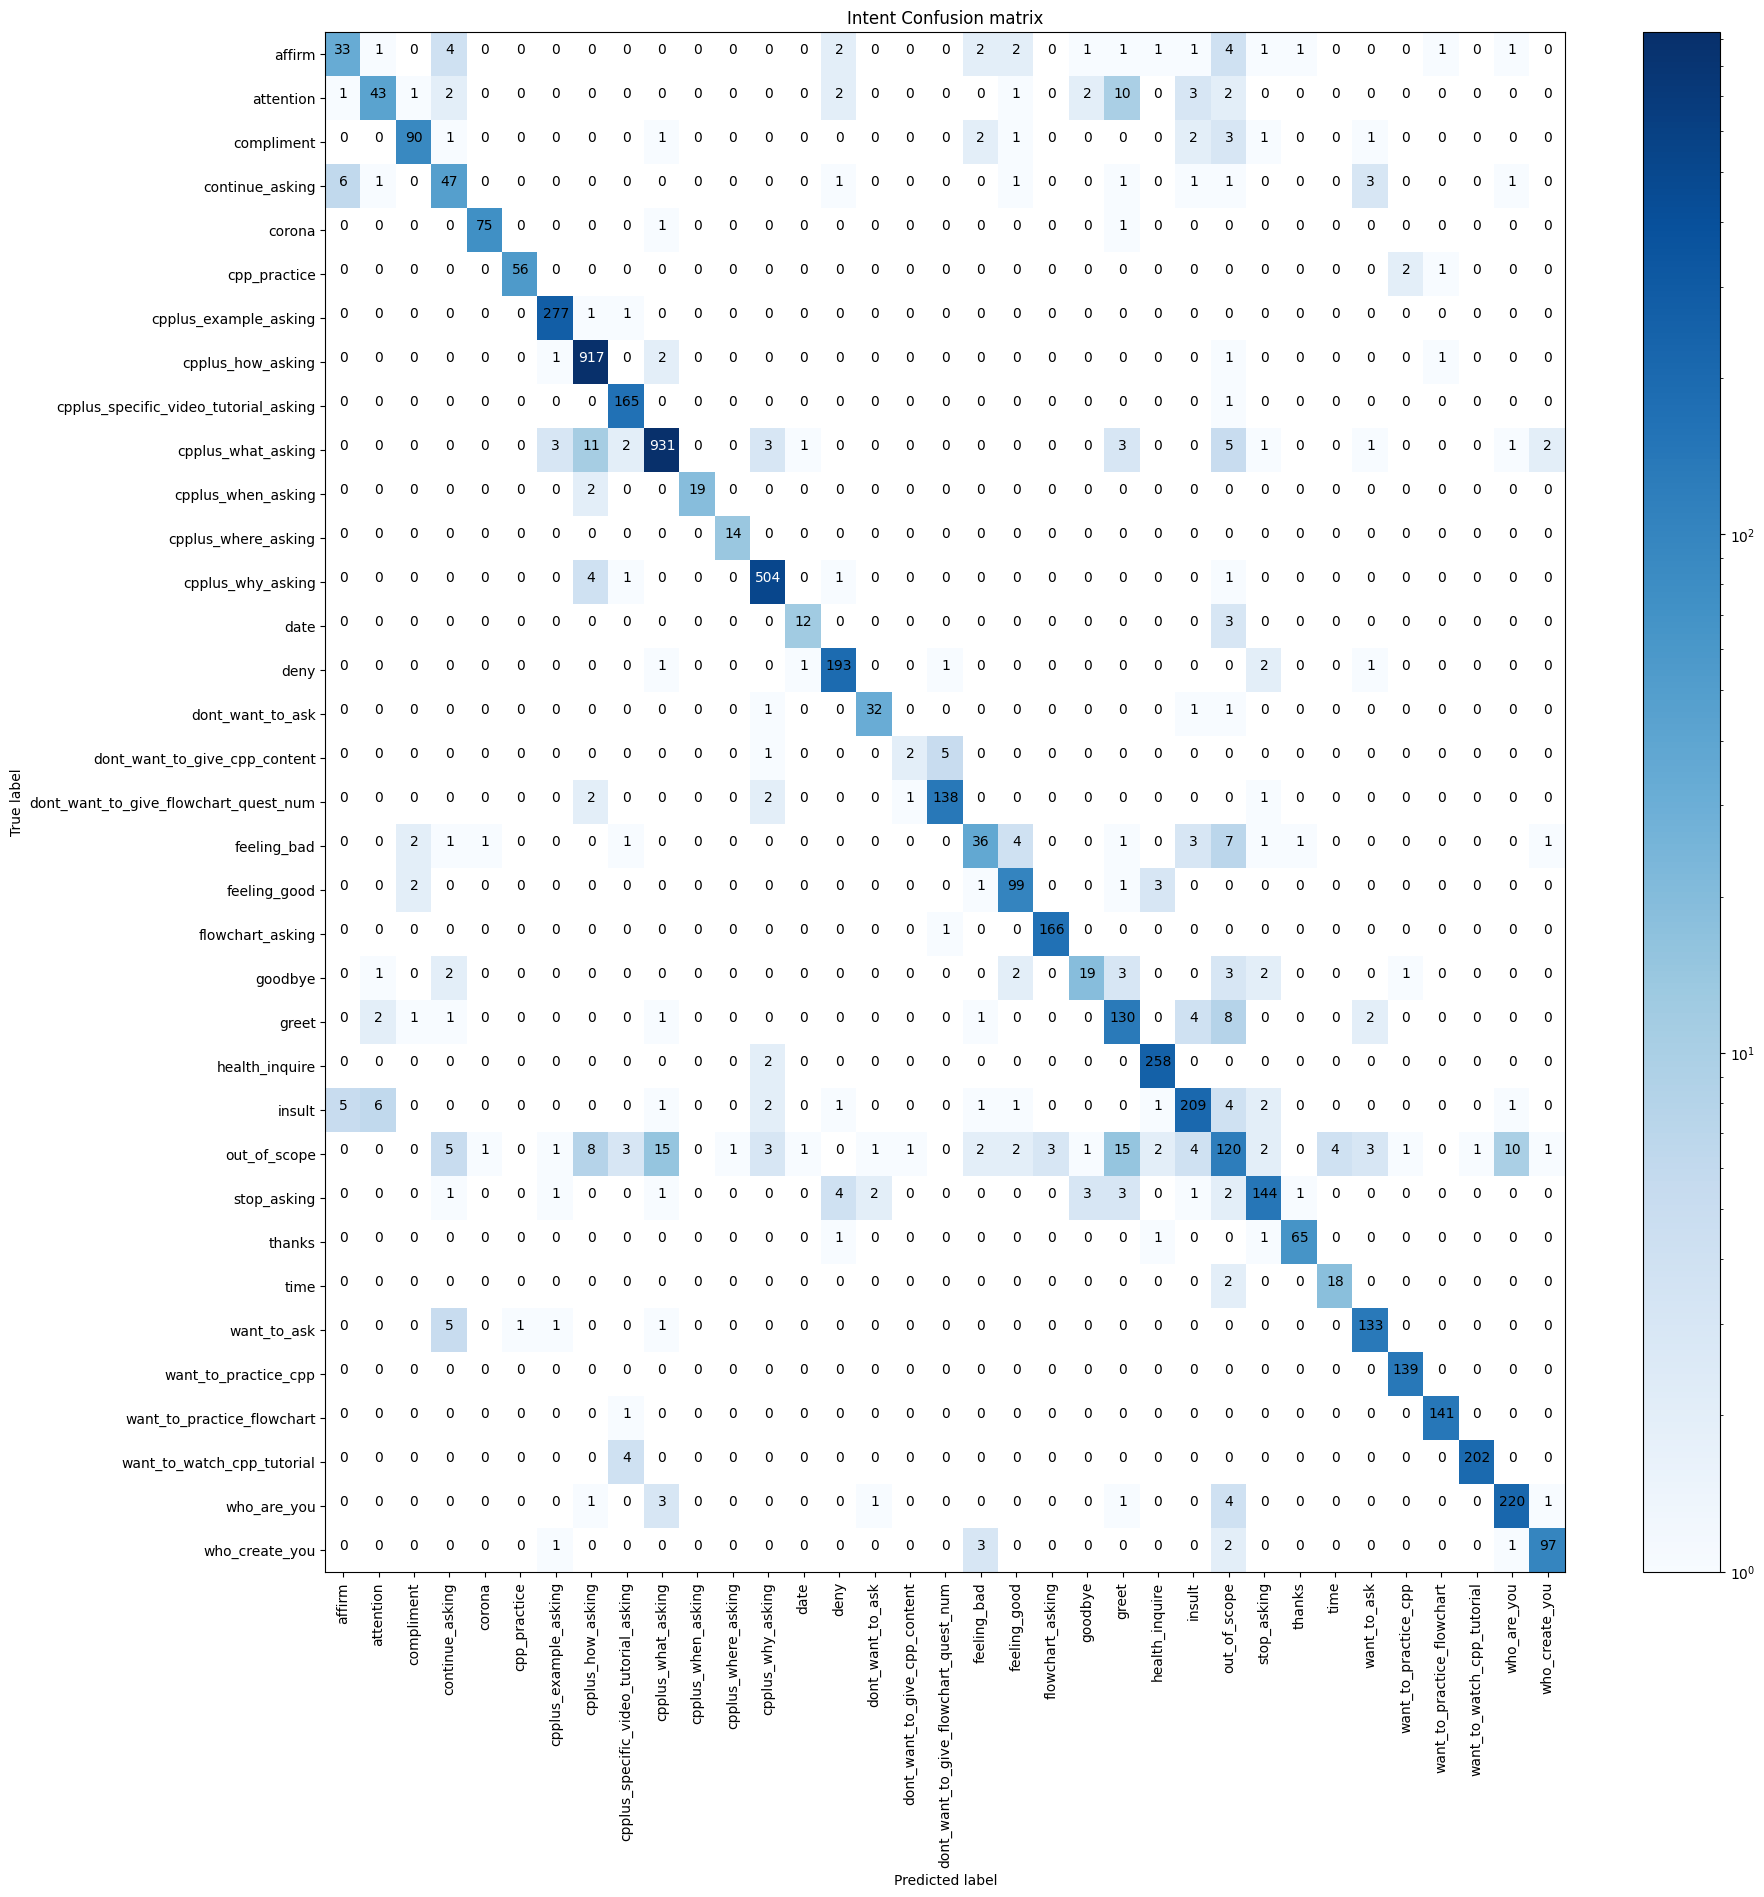 Intent Confusion matrix
affirm 33 1 0 4 0 0 0 0 0 0 0 0 0 0 2 0 0 0 2 2 0 1 1 1 1 4 1 1 0 0 0 1 0 1 0
attention 1 43 1 2 0 0 0 0 0 0 0 0 0 0 2 0 0 0 0 1 0 2 10 0 3 2 0 0 0 0 0 0 0 0 0
compliment 0 0 90 1 0 0 0 0 0 1 0 0 0 0 0 0 0 0 2 1 0 0 0 0 2 3 1 0 0 1 0 0 0 0 0
continue_asking 6 1 0 47 0 0 0 0 0 0 0 0 0 0 1 0 0 0 0 1 0 0 1 0 1 1 0 0 0 3 0 0 0 1 0
corona 0 0 0 0 75 0 0 0 0 1 0 0 0 0 0 0 0 0 0 0 0 0 1 0 0 0 0 0 0 0 0 0 0 0 0
cpp_practice 0 0 0 0 0 56 0 0 0 0 0 0 0 0 0 0 0 0 0 0 0 0 0 0 0 0 0 0 0 0 2 1 0 0 0
cpplus_example_asking 0 0 0 0 0 0 277 1 1 0 0 0 0 0 0 0 0 0 0 0 0 0 0 0 0 0 0 0 0 0 0 0 0 0 0
cpplus_how_asking 0 0 0 0 0 0 1 917 0 2 0 0 0 0 0 0 0 0 0 0 0 0 0 0 0 1 0 0 0 0 0 1 0 0 0
cpplus_specific_video_tutorial_asking 0 0 0 0 0 0 0 0 165 0 0 0 0 0 0 0 0 0 0 0 0 0 0 0 0 1 0 0 0 0 0 0 0 0 0
cpplus_what_asking 0 0 0 0 0 0 3 11 2 931 0 0 3 1 0 0 0 0 0 0 0 0 3 0 0 5 1 0 0 1 0 0 0 1 2
cpplus_when_asking 0 0 0 0 0 0 0 2 0 0 19 0 0 0 0 0 0 0 0 0 0 0 0 0 0 0 0 0 0 0 0 0 0 0 0
cpplus_where_asking 0 0 0 0 0 0 0 0 0 0 0 14 0 0 0 0 0 0 0 0 0 0 0 0 0 0 0 0 0 0 0 0 0 0 0
cpplus_why_asking 0 0 0 0 0 0 0 4 1 0 0 0 504 0 1 0 0 0 0 0 0 0 0 0 0 1 0 0 0 0 0 0 0 0 0
date 0 0 0 0 0 0 0 0 0 0 0 0 0 12 0 0 0 0 0 0 0 0 0 0 0 3 0 0 0 0 0 0 0 0 0
deny 0 0 0 0 0 0 0 0 0 1 0 0 0 1 193 0 0 1 0 0 0 0 0 0 0 0 2 0 0 1 0 0 0 0 0
dont_want_to_ask 0 0 0 0 0 0 0 0 0 0 0 0 1 0 0 32 0 0 0 0 0 0 0 0 1 1 0 0 0 0 0 0 0 0 0
dont_want_to_give_cpp_content 0 0 0 0 0 0 0 0 0 0 0 0 1 0 0 0 2 5 0 0 0 0 0 0 0 0 0 0 0 0 0 0 0 0 0
dont_want_to_give_flowchart_quest_num 0 0 0 0 0 0 0 2 0 0 0 0 2 0 0 0 1 138 0 0 0 0 0 0 0 0 1 0 0 0 0 0 0 0 0
feeling_bad 0 0 2 1 1 0 0 0 1 0 0 0 0 0 0 0 0 0 36 4 0 0 1 0 3 7 1 1 0 0 0 0 0 0 1
feeling_good 0 0 2 0 0 0 0 0 0 0 0 0 0 0 0 0 0 0 1 99 0 0 1 3 0 0 0 0 0 0 0 0 0 0 0
flowchart_asking 0 0 0 0 0 0 0 0 0 0 0 0 0 0 0 0 0 1 0 0 166 0 0 0 0 0 0 0 0 0 0 0 0 0 0
goodbye 0 1 0 2 0 0 0 0 0 0 0 0 0 0 0 0 0 0 0 2 0 19 3 0 0 3 2 0 0 0 1 0 0 0 0
greet 0 2 1 1 0 0 0 0 0 1 0 0 0 0 0 0 0 0 1 0 0 0 130 0 4 8 0 0 0 2 0 0 0 0 0
health_inquire 0 0 0 0 0 0 0 0 0 0 0 0 2 0 0 0 0 0 0 0 0 0 0 258 0 0 0 0 0 0 0 0 0 0 0
insult 5 6 0 0 0 0 0 0 0 1 0 0 2 0 1 0 0 0 1 1 0 0 0 1 209 4 2 0 0 0 0 0 0 1 0
out_of_scope 0 0 0 5 1 0 1 8 3 15 0 1 3 1 0 1 1 0 2 2 3 1 15 2 4 120 2 0 4 3 1 0 1 10 1
stop_asking 0 0 0 1 0 0 1 0 0 1 0 0 0 0 4 2 0 0 0 0 0 3 3 0 1 2 144 1 0 0 0 0 0 0 0
thanks 0 0 0 0 0 0 0 0 0 0 0 0 0 0 1 0 0 0 0 0 0 0 0 1 0 0 1 65 0 0 0 0 0 0 0
time 0 0 0 0 0 0 0 0 0 0 0 0 0 0 0 0 0 0 0 0 0 0 0 0 0 2 0 0 18 0 0 0 0 0 0
want_to_ask 0 0 0 5 0 1 1 0 0 1 0 0 0 0 0 0 0 0 0 0 0 0 0 0 0 0 0 0 0 133 0 0 0 0 0
want_to_practice_cpp 0 0 0 0 0 0 0 0 0 0 0 0 0 0 0 0 0 0 0 0 0 0 0 0 0 0 0 0 0 0 139 0 0 0 0
want_to_practice_flowchart 0 0 0 0 0 0 0 0 1 0 0 0 0 0 0 0 0 0 0 0 0 0 0 0 0 0 0 0 0 0 0 141 0 0 0
want_to_watch_cpp_tutorial 0 0 0 0 0 0 0 0 4 0 0 0 0 0 0 0 0 0 0 0 0 0 0 0 0 0 0 0 0 0 0 0 202 0 0
who_are_you 0 0 0 0 0 0 0 1 0 3 0 0 0 0 0 1 0 0 0 0 0 0 1 0 0 4 0 0 0 0 0 0 0 220 1
who_create_you 0 0 0 0 0 0 1 0 0 0 0 0 0 0 0 0 0 0 3 0 0 0 0 0 0 2 0 0 0 0 0 0 0 1 97
True label
affirm
attention
compliment
continue_asking
corona
cpp_practice
cpplus_example_asking
cpplus_how_asking
cpplus_specific_video_tutorial_asking
cpplus_what_asking
cpplus_when_asking
cpplus_where_asking
cpplus_why_asking
date
deny
dont_want_to_ask
dont_want_to_give_cpp_content
dont_want_to_give_flowchart_quest_num
feeling_bad
feeling_good
flowchart_asking
goodbye
greet
health_inquire
insult
out_of_scope
stop_asking
thanks
time
want_to_ask
want_to_practice_cpp
want_to_practice_flowchart
want_to_watch_cpp_tutorial
who_are_you
who_create_you
Predicted label
10²
10¹
10⁰